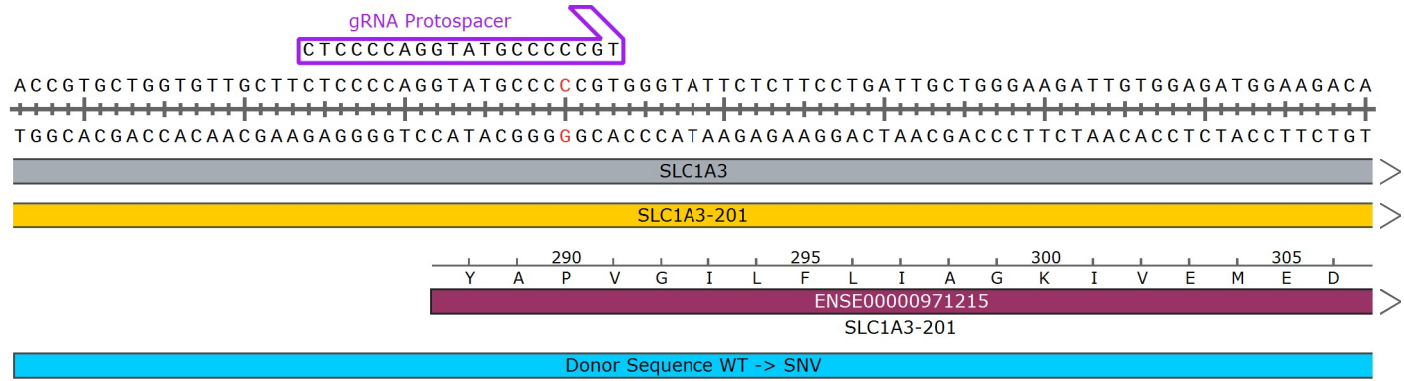 gRNA Protospacer
CTCCCCAGGTATGCCCCCGT
ACCGTGCTGGTGTTGCTTCTCCCCAGGTATGCCCCCGTGGGTATTCTCTTCCTGATTGCTGGGAAGATTGTGGAGATGGAAGACA
TGGCACGACCACAACGAAGAGGGGTCCATACGGGGGCACCCATAAGAGAAGGACTAACGACCCTTCTAACACCTCTACCTTCTGT
SLC1A3
SLC1A3-201
290 295 300 305
Y A P V G I L F L I A G K I V E M E D
ENSE00000971215
SLC1A3-201
Donor Sequence WT -> SNV